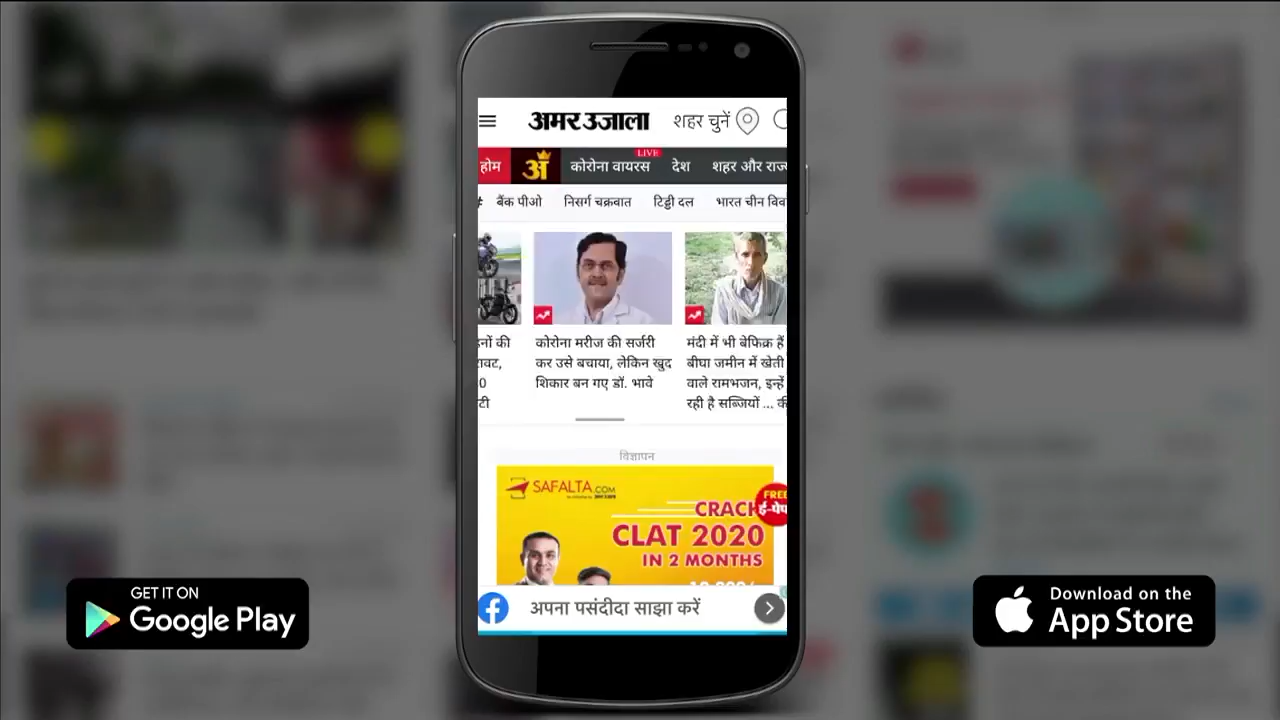 अमर उजाला
शहर चुनें
होम
अं
कोरोना वायरस
LIVE
देश
शहर और
#
बैंक पीओ
निसर्ग चक्रवात
टिड्डी दल
भारत चीन
कोरोना मरीज की सर्जरी
कर उसे बचाया, लेकिन खुद
शिकार बन गए डॉ. भावे
मंदी में भी बेफिक्र हैं
बीघा जमीन में खेती
वाले रामभजन, इन्हें
रही है सब्जियों ... की
विज्ञापन
SAFALTA.COM
CRACK
CLAT 2020
IN 2 MONTHS
FREE
अपना पसंदीदा साझा करें
GET IT ON
Google Play
Download on the
App Store